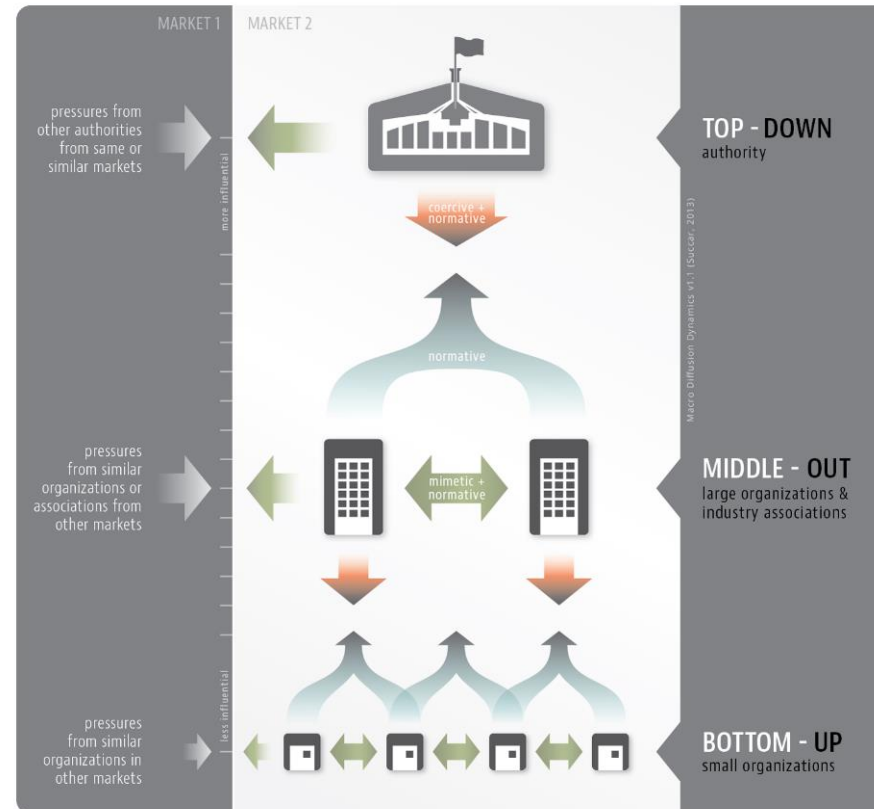 MARKET 1
MARKET 2
pressures from
other authorities
from same or
similar markets
more influential
coercive +
normative
TOP - DOWN
authority
Macro Diffusion Dynamics v1.1 (Succar, 2013)
normative
pressures
from similar
organizations or
associations from
other markets
mimetic +
normative
MIDDLE - OUT
large organizations &
industry associations
less influential
pressures
from similar
organizations in
other markets
BOTTOM - UP
small organizations